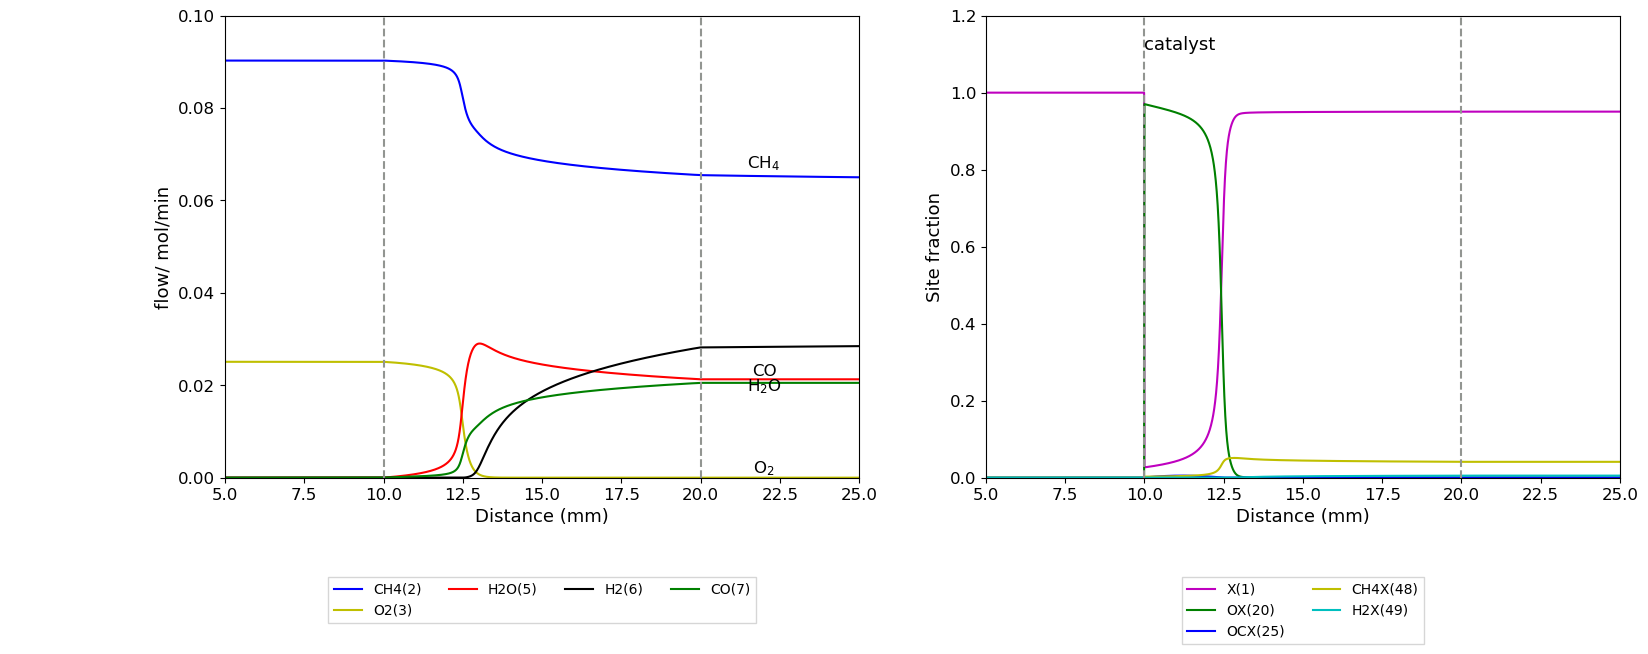 0.10
0.08
0.06
0.04
0.02
0.00
flow/ mol/min
CH₄
CO
H₂O
O₂
5.0 7.5 10.0 12.5 15.0 17.5 20.0 22.5 25.0
Distance (mm)
CH4(2) H2O(5) H2(6) CO(7)
O2(3)
1.2
1.0
0.8
0.6
0.4
0.2
0.0
Site fraction
catalyst
5.0 7.5 10.0 12.5 15.0 17.5 20.0 22.5 25.0
Distance (mm)
X(1) CH4X(48)
OX(20) H2X(49)
OCX(25)